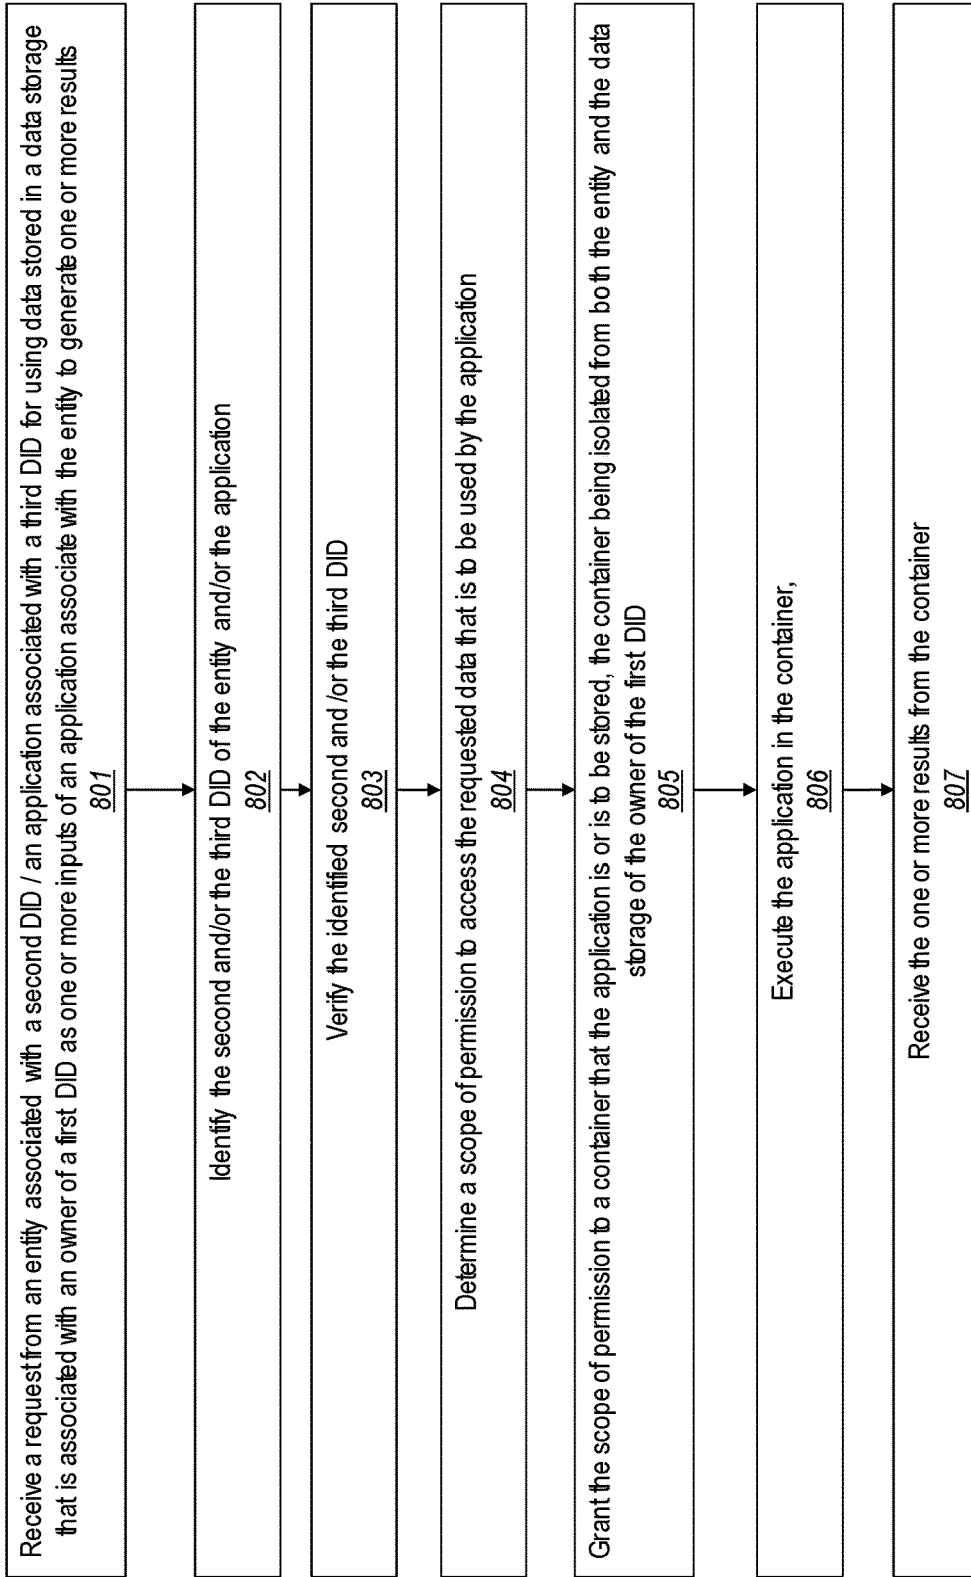 Receive a request from an entity associated with a second DID / an application associated with a third DID for using data stored in a data storage
that is associated with an owner of a first DID as one or more inputs of an application associate with the entity to generate one or more results
801
Identify the second and/or the third DID of the entity and/or the application
802
Verify the identified second and /or the third DID
803
Determine a scope of permission to access the requested data that is to be used by the application
804
Grant the scope of permission to a container that the application is or is to be stored, the container being isolated from both the entity and the data
storage of the owner of the first DID
805
Execute the application in the container,
806
Receive the one or more results from the container
807